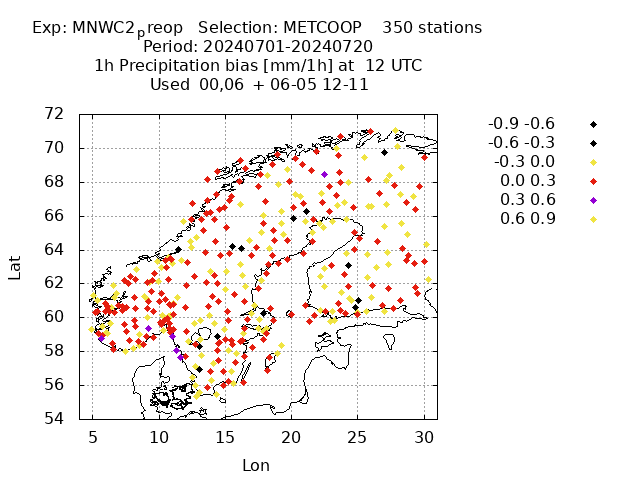 Exp: MNWC2preop Selection: METCOOP 350 stations
Period: 20240701-20240720
1h Precipitation bias [mm/1h] at 12 UTC
Used 00,06 + 06-05 12-11
-0.9 -0.6
-0.6 -0.3
-0.3 0.0
0.0 0.3
0.3 0.6
0.6 0.9
Lat
72
70
68
66
64
62
60
58
56
54
5 10 15 20 25 30
Lon